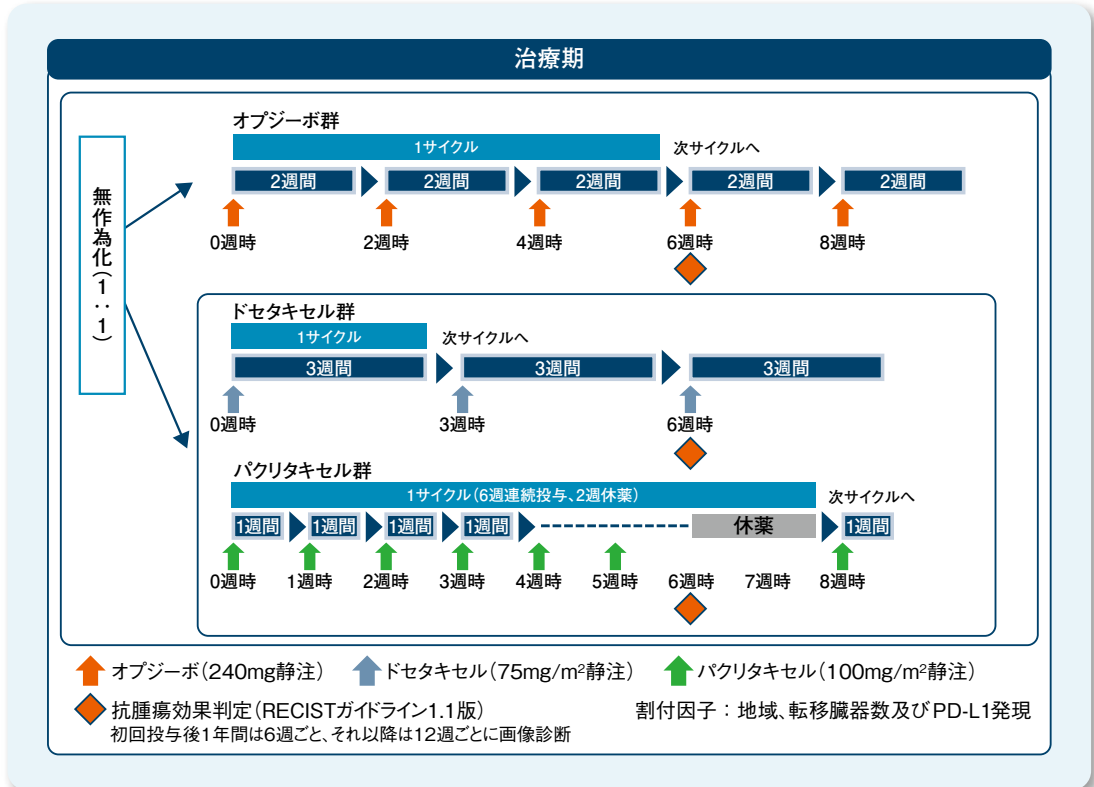 治療期
無作為化(1:1)
オプジーボ群
1サイクル
次サイクルへ
2週間 2週間 2週間 2週間 2週間
0週時 2週時 4週時 6週時 8週時
ドセタキセル群
1サイクル
次サイクルへ
3週間 3週間 3週間
0週時 3週時 6週時
パクリタキセル群
1サイクル(6週連続投与、2週休薬)
次サイクルへ
1週間 1週間 1週間 1週間 休薬 1週間
0週時 1週時 2週時 3週時 4週時 5週時 6週時 7週時 8週時
オプジーボ(240mg静注) ドセタキセル(75mg/m²静注) パクリタキセル(100mg/m²静注)
抗腫瘍効果判定(RECISTガイドライン1.1版) 割付因子:地域、転移臓器数及びPD-L1発現
初回投与後1年間は6週ごと、それ以降は12週ごとに画像診断